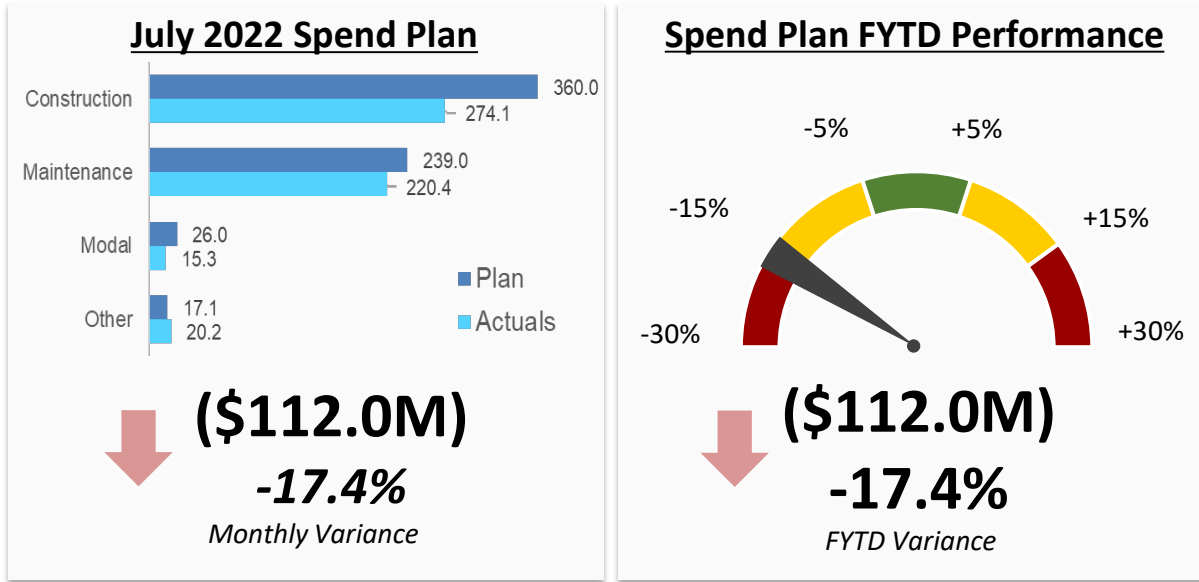 July 2022 Spend Plan
Construction
360.0
274.1
Maintenance
239.0
220.4
Modal
26.0
15.3
Other
17.1
20.2
Plan
Actuals
($112.0M)
-17.4%
Monthly Variance
Spend Plan FYTD Performance
-5%
+5%
-15%
+15%
-30%
+30%
($112.0M)
-17.4%
FYTD Variance